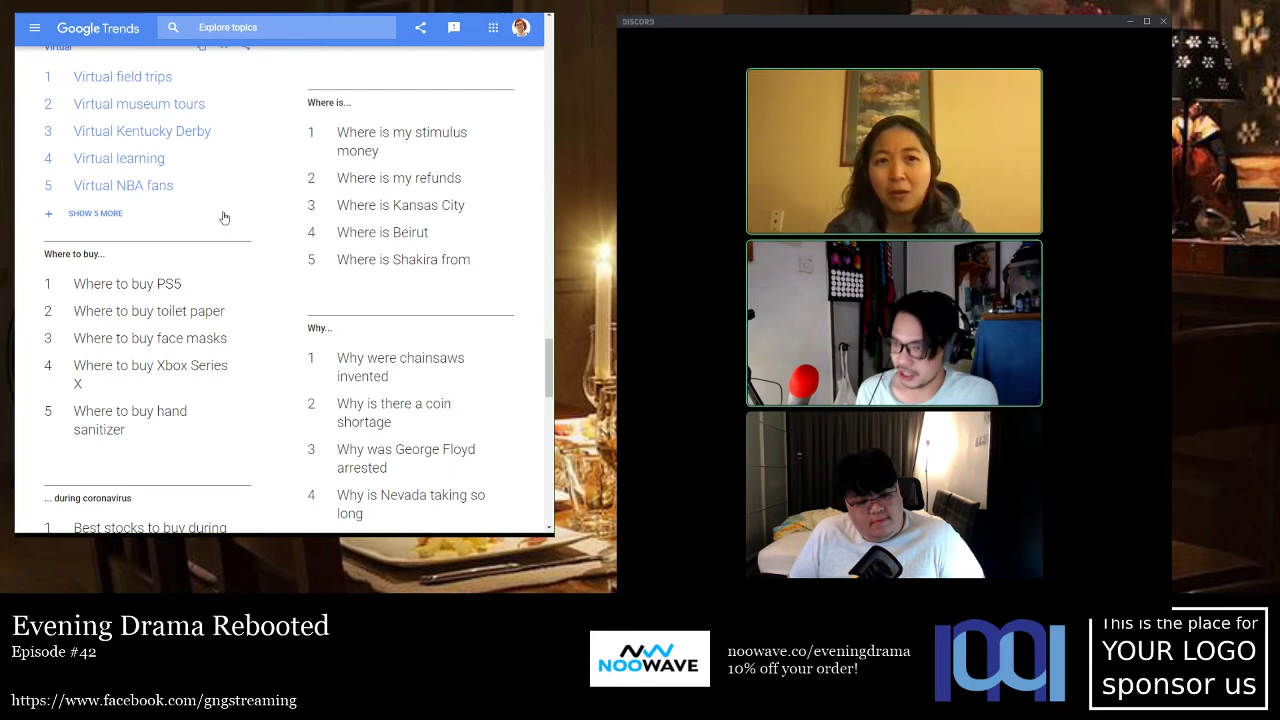 Google Trends
Explore topics
Virtual
1 Virtual field trips
2 Virtual museum tours
3 Virtual Kentucky Derby
4 Virtual learning
5 Virtual NBA fans
+ SHOW 5 MORE
Where to buy...
1 Where to buy PS5
2 Where to buy toilet paper
3 Where to buy face masks
4 Where to buy Xbox Series
X
5 Where to buy hand
sanitizer
... during coronavirus
1 Best stocks to buy during
Where is...
1 Where is my stimulus
money
2 Where is my refunds
3 Where is Kansas City
4 Where is Beirut
5 Where is Shakira from
Why...
1 Why were chainsaws
invented
2 Why is there a coin
shortage
3 Why was George Floyd
arrested
4 Why is Nevada taking so
long
DISCORD
Evening Drama Rebooted
Episode #42
https://www.facebook.com/gngstreaming
NOOWAVE
noowave.co/eveningdrama
10% off your order!
This is the place for
YOUR LOGO
sponsor us